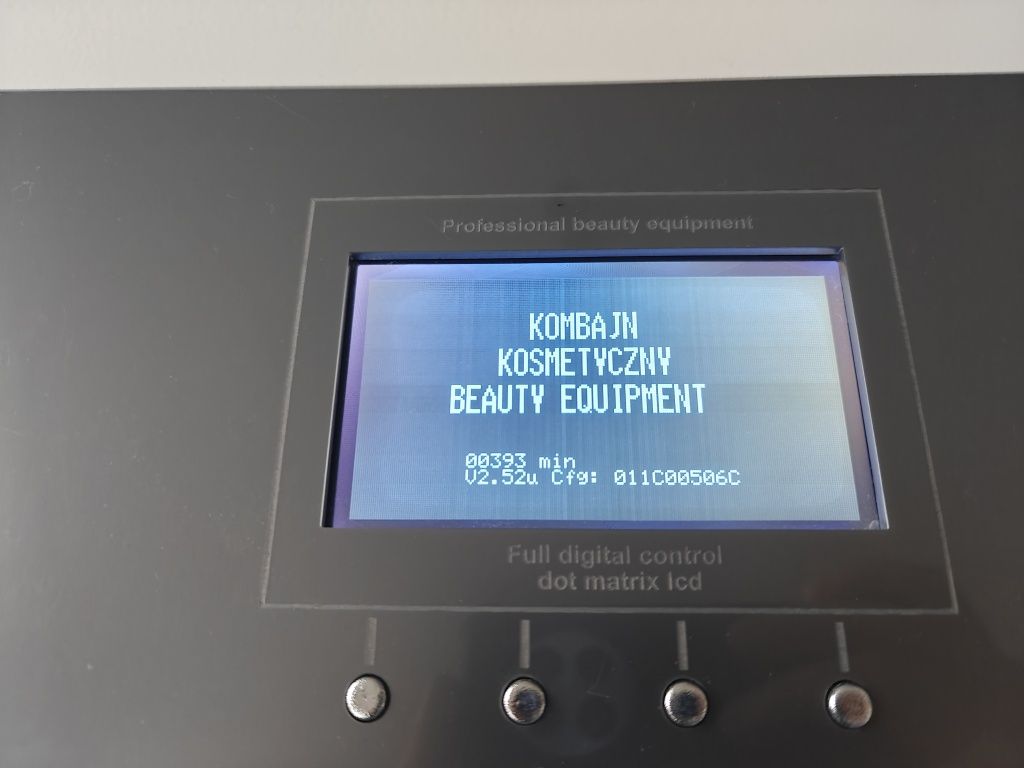 Professional beauty equipment
KOMBAJN
KOSMETYCZNY
BEAUTY EQUIPMENT
00393 min
V2.52u Cfg: 011C00506C
Full digital control
dot matrix lcd